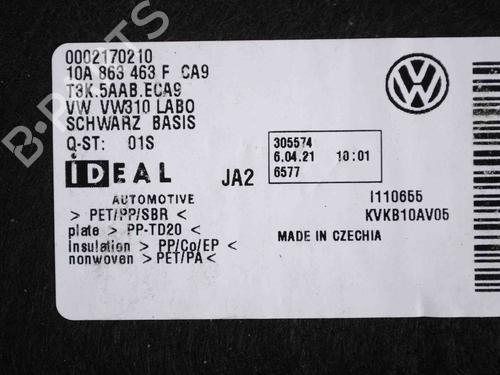 0002170210
10A 863 463 F CA9
T3K.5AAB.ECA9
VW VW310 LABO
SCHWARZ BASIS
Q-ST: 01S
IDEAL
AUTOMOTIVE
JA2
305574
6.04.21 10:01
6577
I110655
KVKB10AV05
> PET/PP/SBR <
plate > PP-TD20 <
Insulation > PP/Co/EP <
nonwoven > PET/PA <
MADE IN CZECHIA